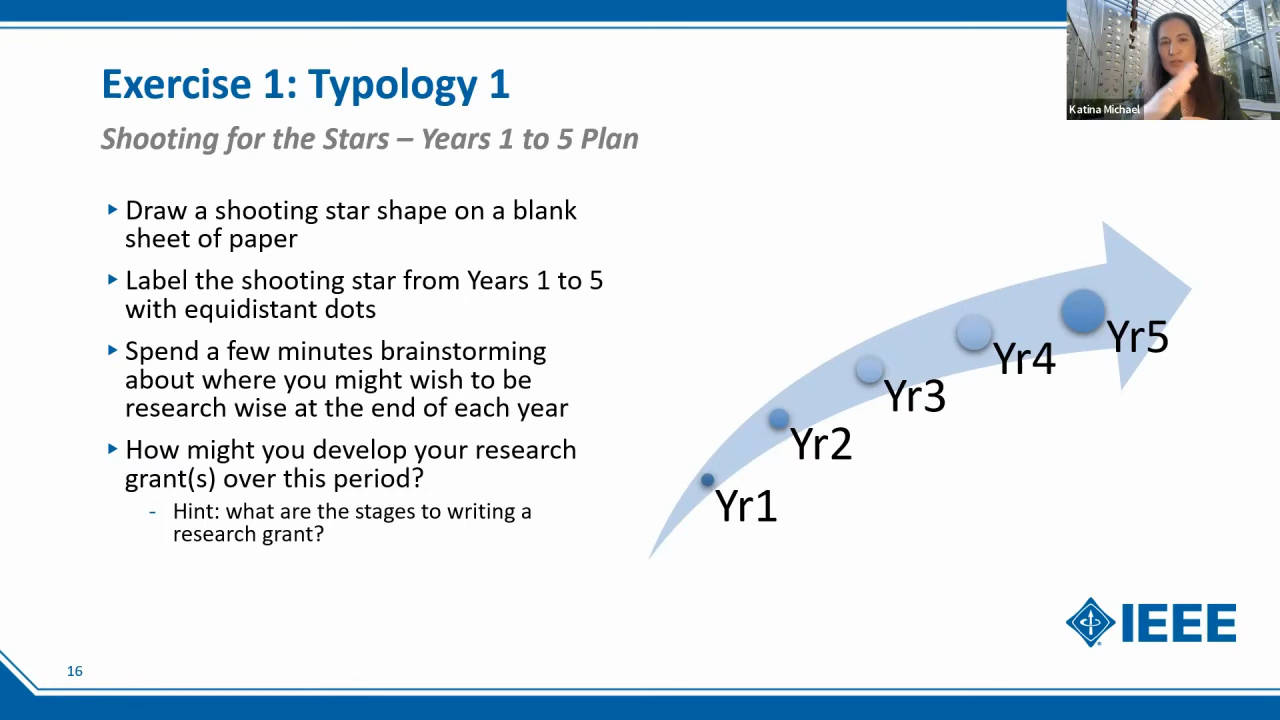 Exercise 1: Typology 1
Shooting for the Stars – Years 1 to 5 Plan
Katina Michael
Draw a shooting star shape on a blank
sheet of paper
Label the shooting star from Years 1 to 5
with equidistant dots
Spend a few minutes brainstorming
about where you might wish to be
research wise at the end of each year
How might you develop your research
grant(s) over this period?
- Hint: what are the stages to writing a
research grant?
Yr1
Yr2
Yr3
Yr4
Yr5
IEEE
16